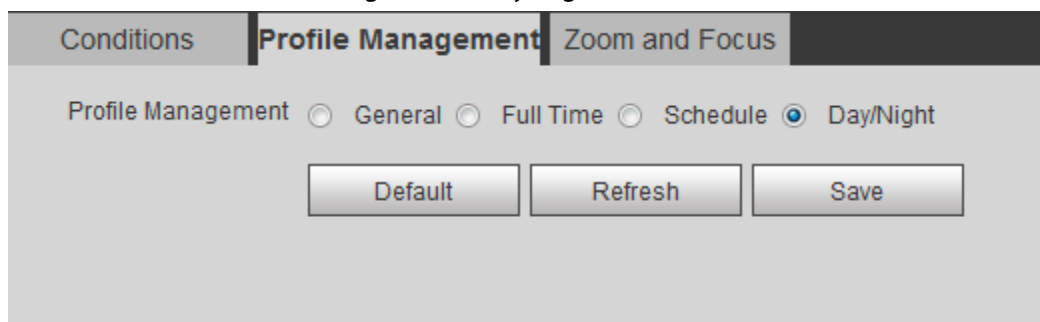 Conditions Profile Management Zoom and Focus
Profile Management General Full Time Schedule Day/Night
Default Refresh Save